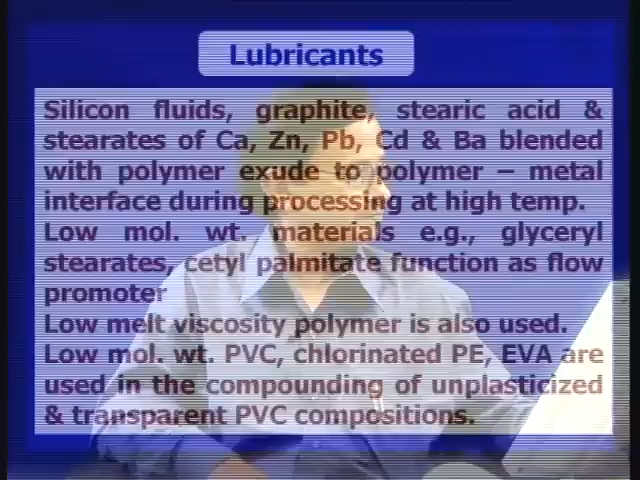 Lubricants
Silicon fluids, graphite, stearic acid &
stearates of Ca, Zn, Pb, Cd & Ba blended
with polymer exude to polymer – metal
interface during processing at high temp.
Low mol. wt. materials e.g., glyceryl
stearates, cetyl palmitate function as flow
promoter
Low melt viscosity polymer is also used.
Low mol. wt. PVC, chlorinated PE, EVA are
used in the compounding of unplasticized
& transparent PVC compositions.